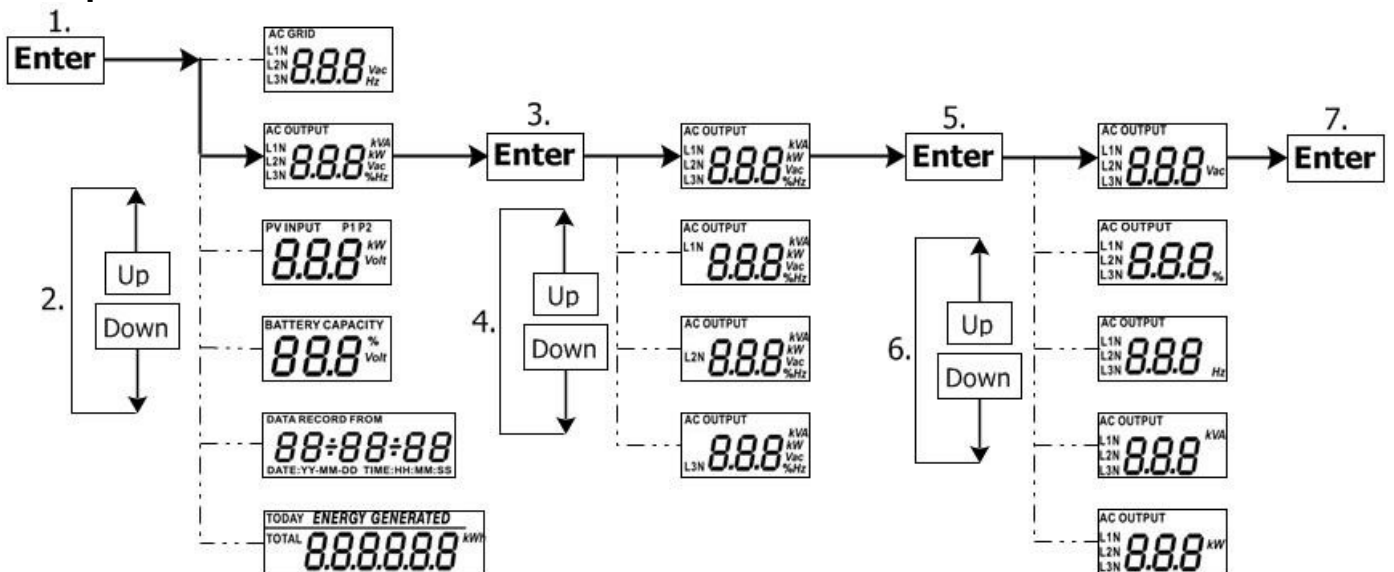 1.
Enter
AC GRID
L1N
L2N
L3N
8.8.8
Vac
Hz
AC OUTPUT
L1N
L2N
L3N
8.8.8
kVA
kW
Vac
%Hz
PV INPUT P1 P2
8.8.8
kW
Volt
BATTERY CAPACITY
8.8.8
%
Volt
DATA RECORD FROM
88:88:88
DATE:YY-MM-DD TIME:HH:MM:SS
TODAY ENERGY GENERATED
TOTAL
8.8.8.8.8.8
kWh
2.
Up
Down
3.
Enter
AC OUTPUT
L1N
L2N
L3N
8.8.8
kVA
kW
Vac
%Hz
AC OUTPUT
L1N
8.8.8
kVA
kW
Vac
%Hz
AC OUTPUT
L2N
8.8.8
kVA
kW
Vac
%Hz
AC OUTPUT
L3N
8.8.8
kVA
kW
Vac
%Hz
4.
Up
Down
5.
Enter
AC OUTPUT
L1N
L2N
L3N
8.8.8
Vac
AC OUTPUT
L1N
L2N
L3N
8.8.8
%
AC OUTPUT
L1N
L2N
L3N
8.8.8
Hz
AC OUTPUT
L1N
L2N
L3N
8.8.8
kVA
AC OUTPUT
L1N
L2N
L3N
8.8.8
kW
6.
Up
Down
7.
Enter